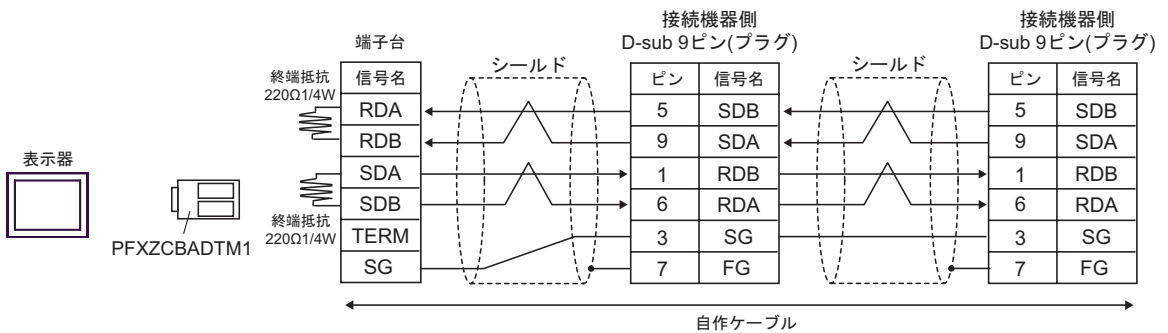 接続機器側
D-sub 9ピン(プラグ)
接続機器側
D-sub 9ピン(プラグ)
端子台
シールド
シールド
終端抵抗
220Ω1/4W
信号名
ピン 信号名
ピン 信号名
RDA
5 SDB
5 SDB
RDB
9 SDA
9 SDA
表示器
SDA
1 RDB
1 RDB
SDB
6 RDA
6 RDA
終端抵抗
220Ω1/4W
PFXZCBADTM1
TERM
3 SG
3 SG
SG
7 FG
7 FG
自作ケーブル